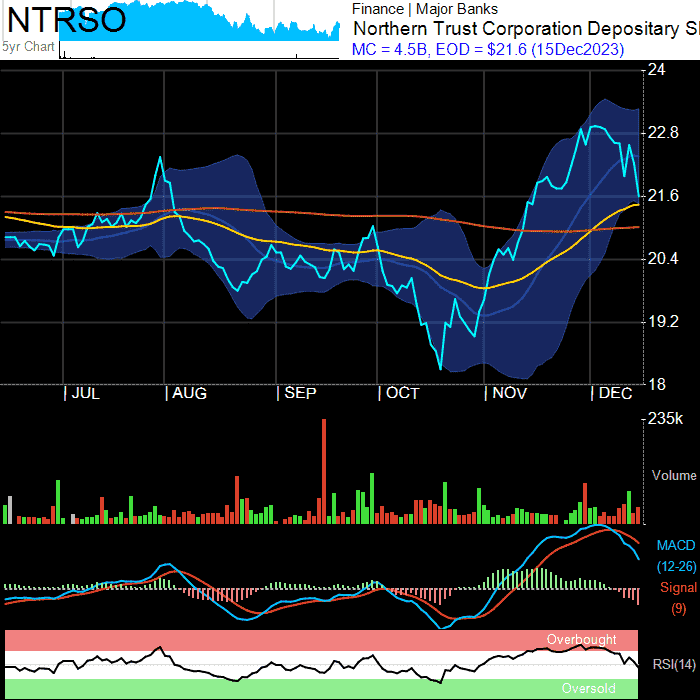 NTRSO
Finance | Major Banks
Northern Trust Corporation Depositary
5yr Chart
MC = 4.5B, EOD = $21.6 (15Dec2023)
24
22.8
21.6
20.4
19.2
18
| JUL | AUG | SEP | OCT | NOV | DEC
235k
Volume
MACD
(12-26)
Signal
(9)
Overbought
RSI(14)
Oversold